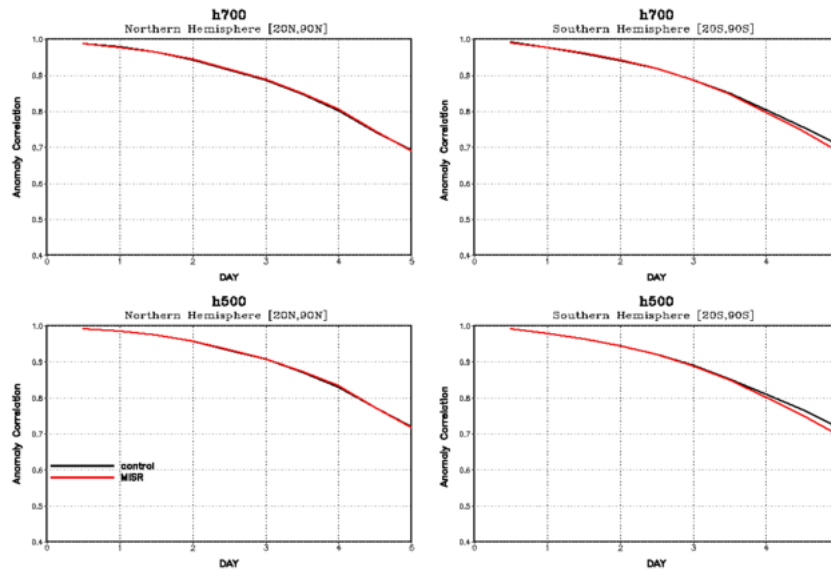 h700
Northern Hemisphere [20N,90N]
1.0
0.9
0.8
0.7
0.6
0.5
0.4
Anomaly Correlation
0 1 2 3 4 5
DAY
h700
Southern Hemisphere [20S,90S]
1.0
0.9
0.8
0.7
0.6
0.5
0.4
Anomaly Correlation
0 1 2 3 4
DAY
h500
Northern Hemisphere [20N,90N]
1.0
0.9
0.8
0.7
0.6
0.5
0.4
Anomaly Correlation
control
MISR
0 1 2 3 4 5
DAY
h500
Southern Hemisphere [20S,90S]
1.0
0.9
0.8
0.7
0.6
0.5
0.4
Anomaly Correlation
0 1 2 3 4
DAY